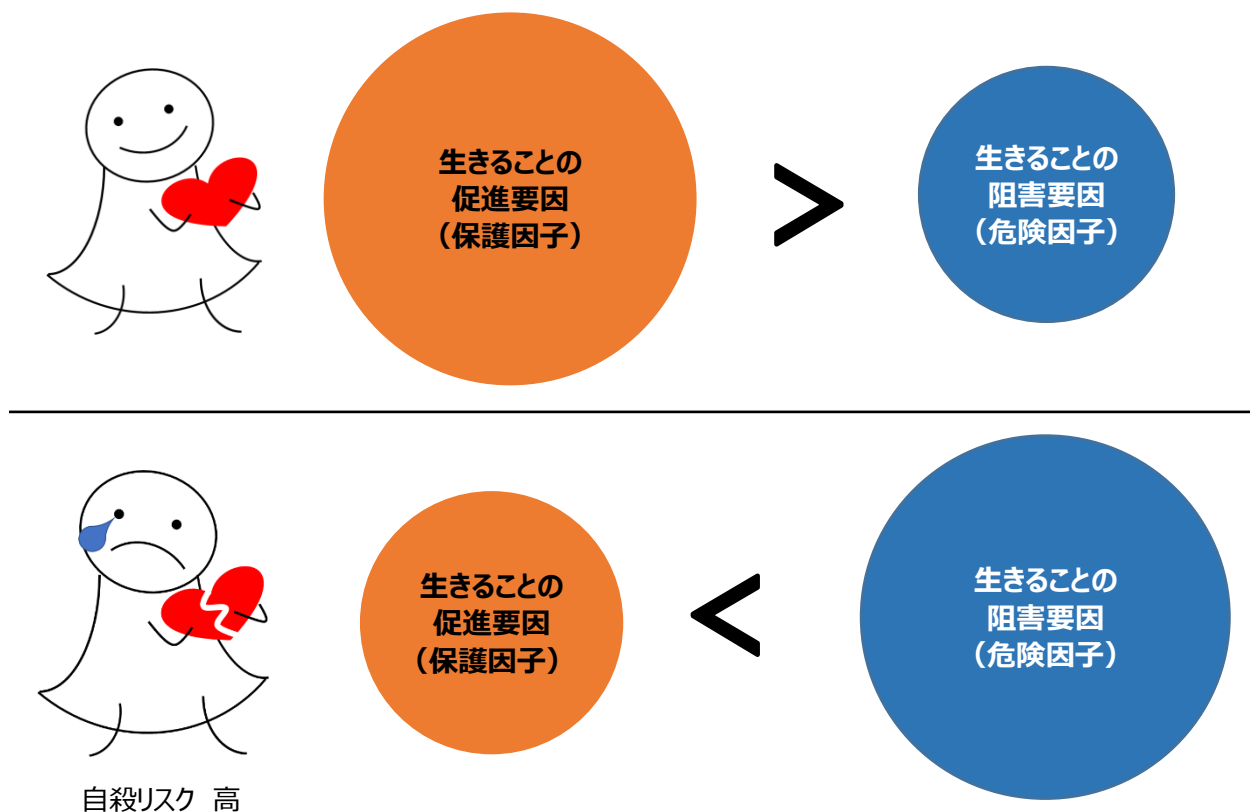 生きることの
促進要因
（保護因子）
＞
生きることの
阻害要因
（危険因子）
生きることの
促進要因
（保護因子）
＜
生きることの
阻害要因
（危険因子）
自殺リスク 高